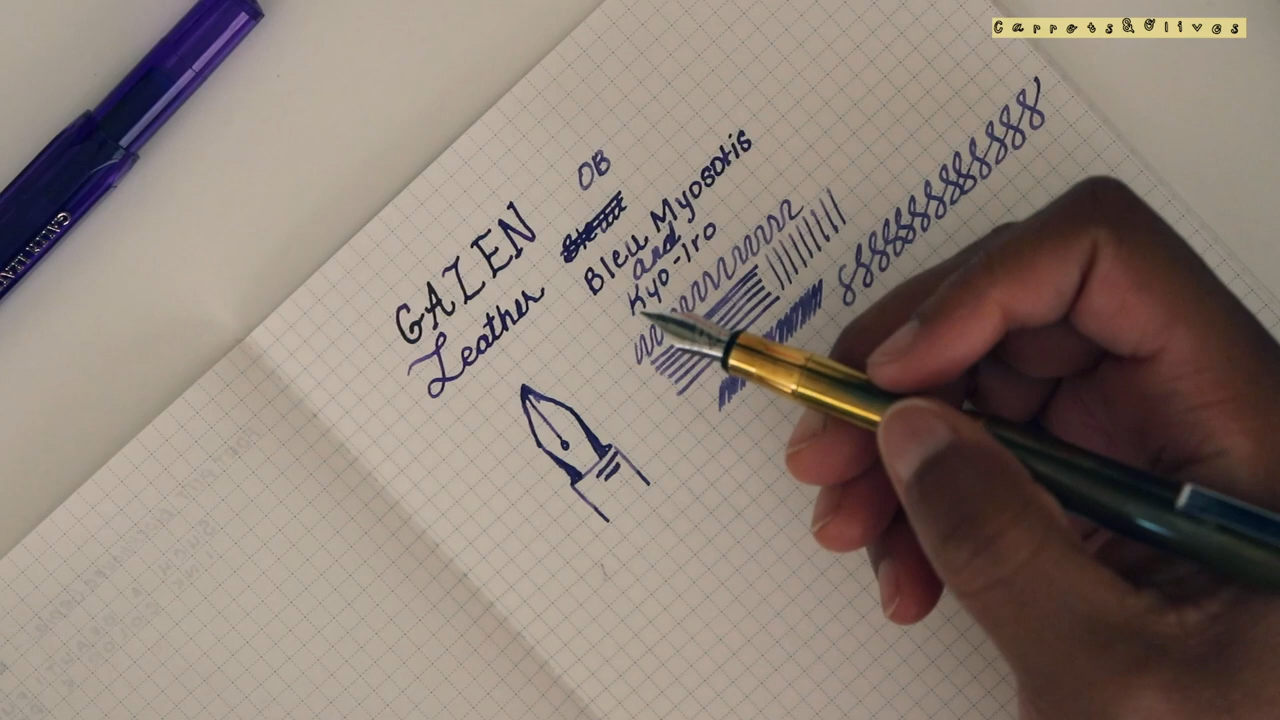 Carrots&Olives
GALEN
Leather
OB
Bleu Myosotis
and
Kyo-Iro